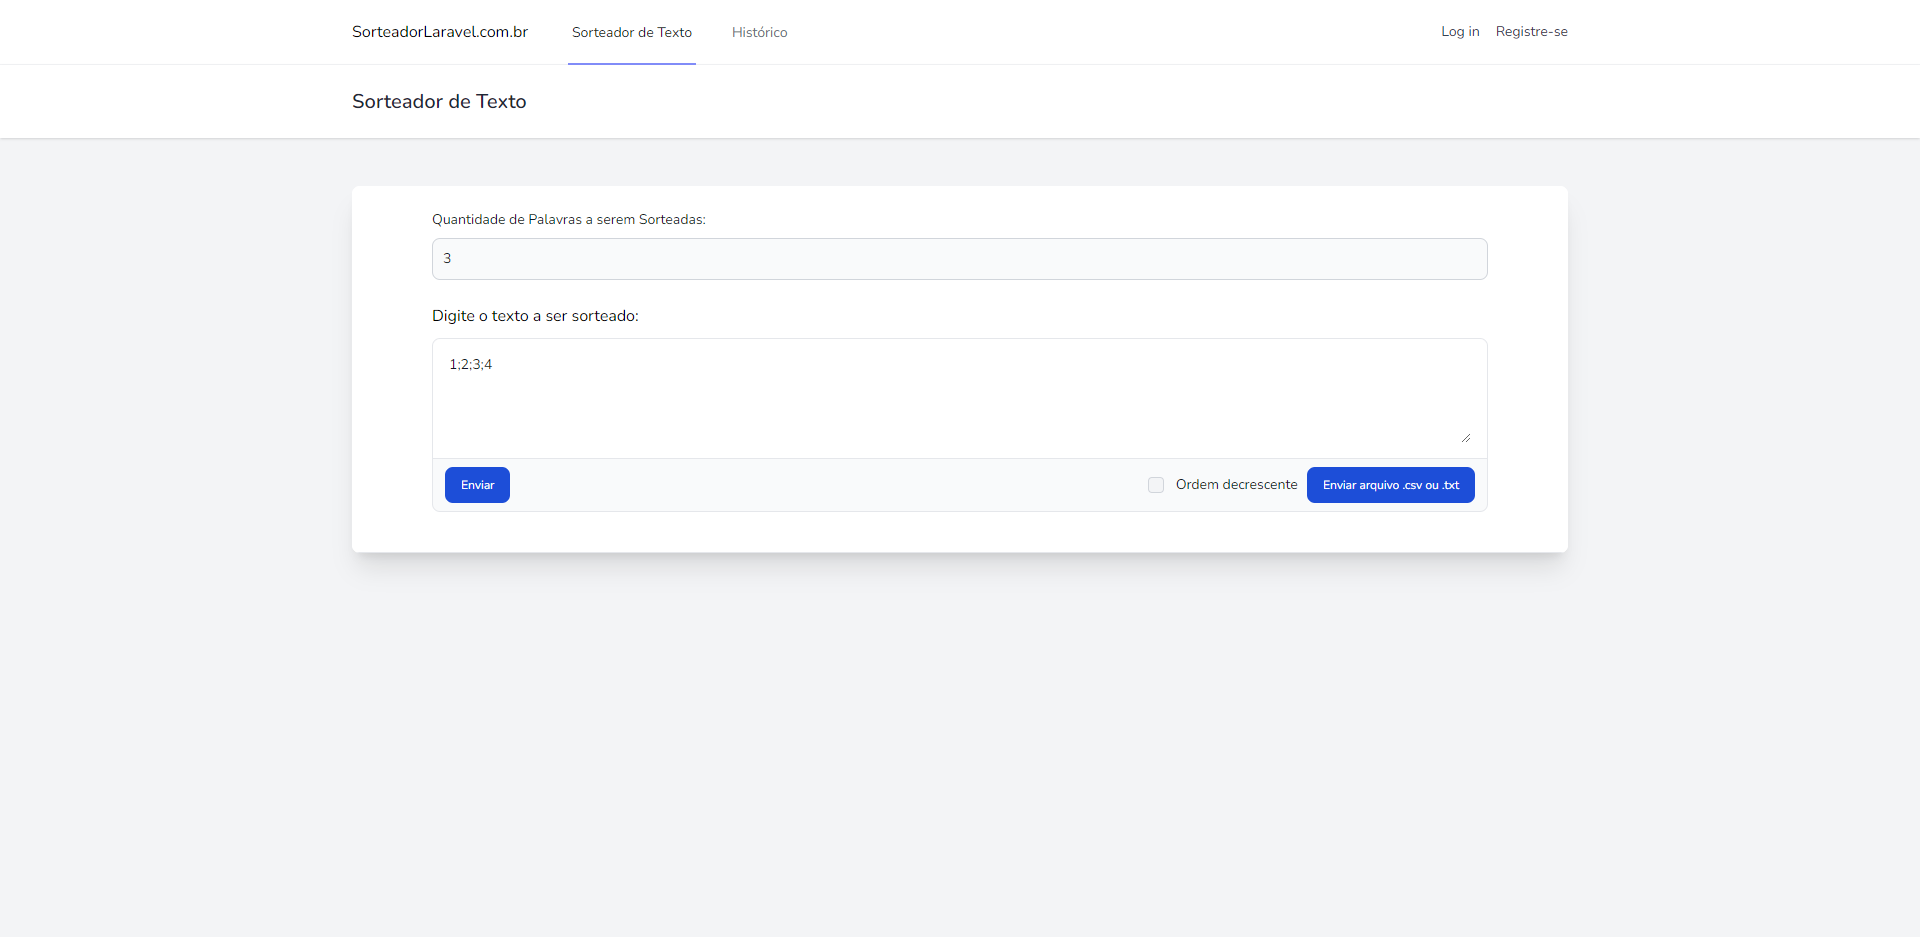 SorteadorLaravel.com.br Sorteador de Texto Histórico Log in Registre-se
Sorteador de Texto
Quantidade de Palavras a serem Sorteadas:
3
Digite o texto a ser sorteado:
1;2;3;4
Enviar Ordem decrescente Enviar arquivo .csv ou .txt